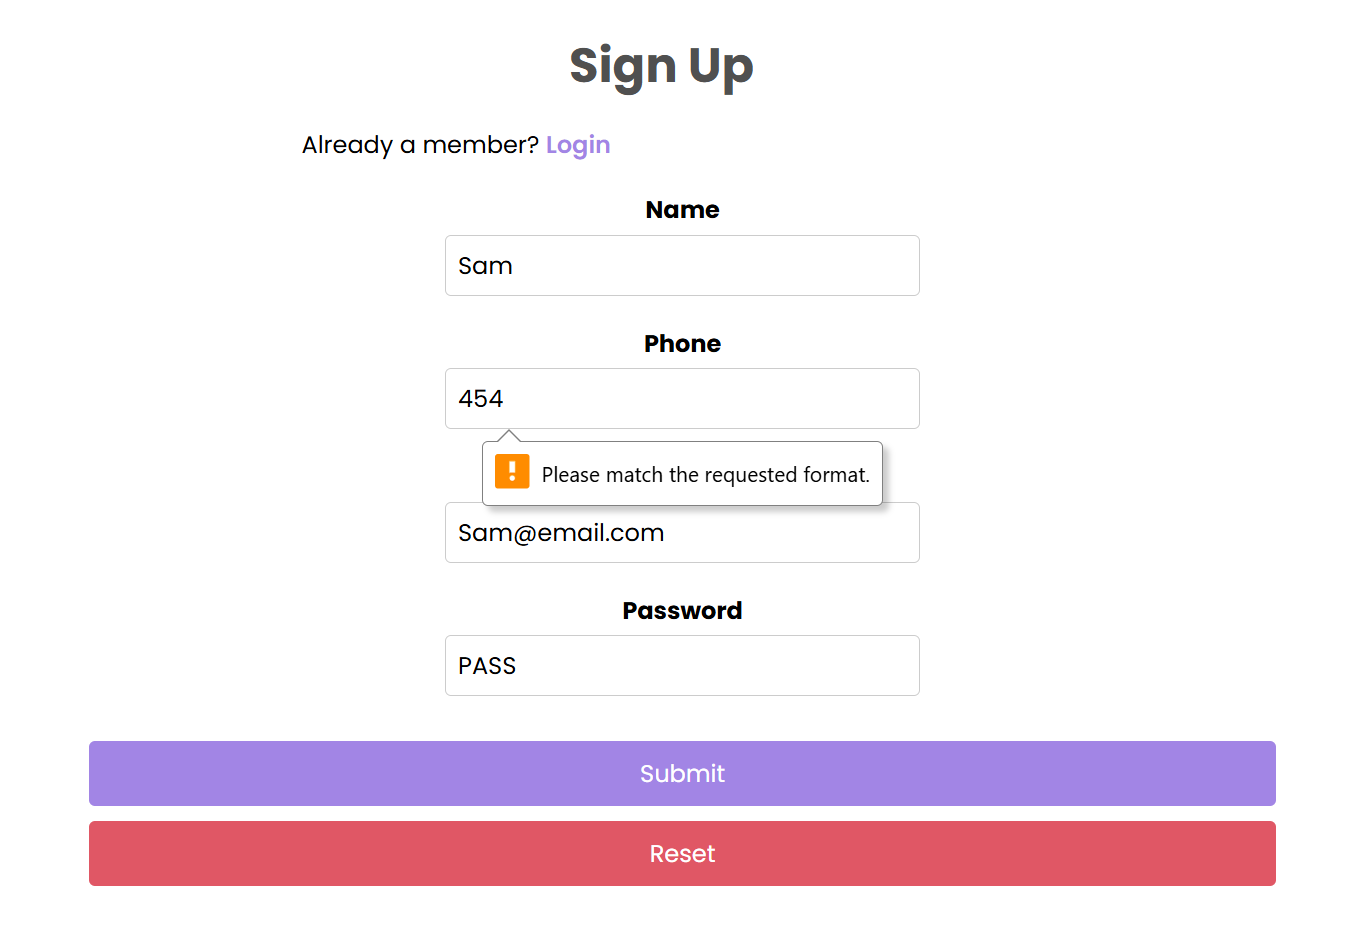 Sign Up
Already a member? Login
Name
Sam
Phone
454
Please match the requested format.
Sam@email.com
Password
PASS
Submit
Reset